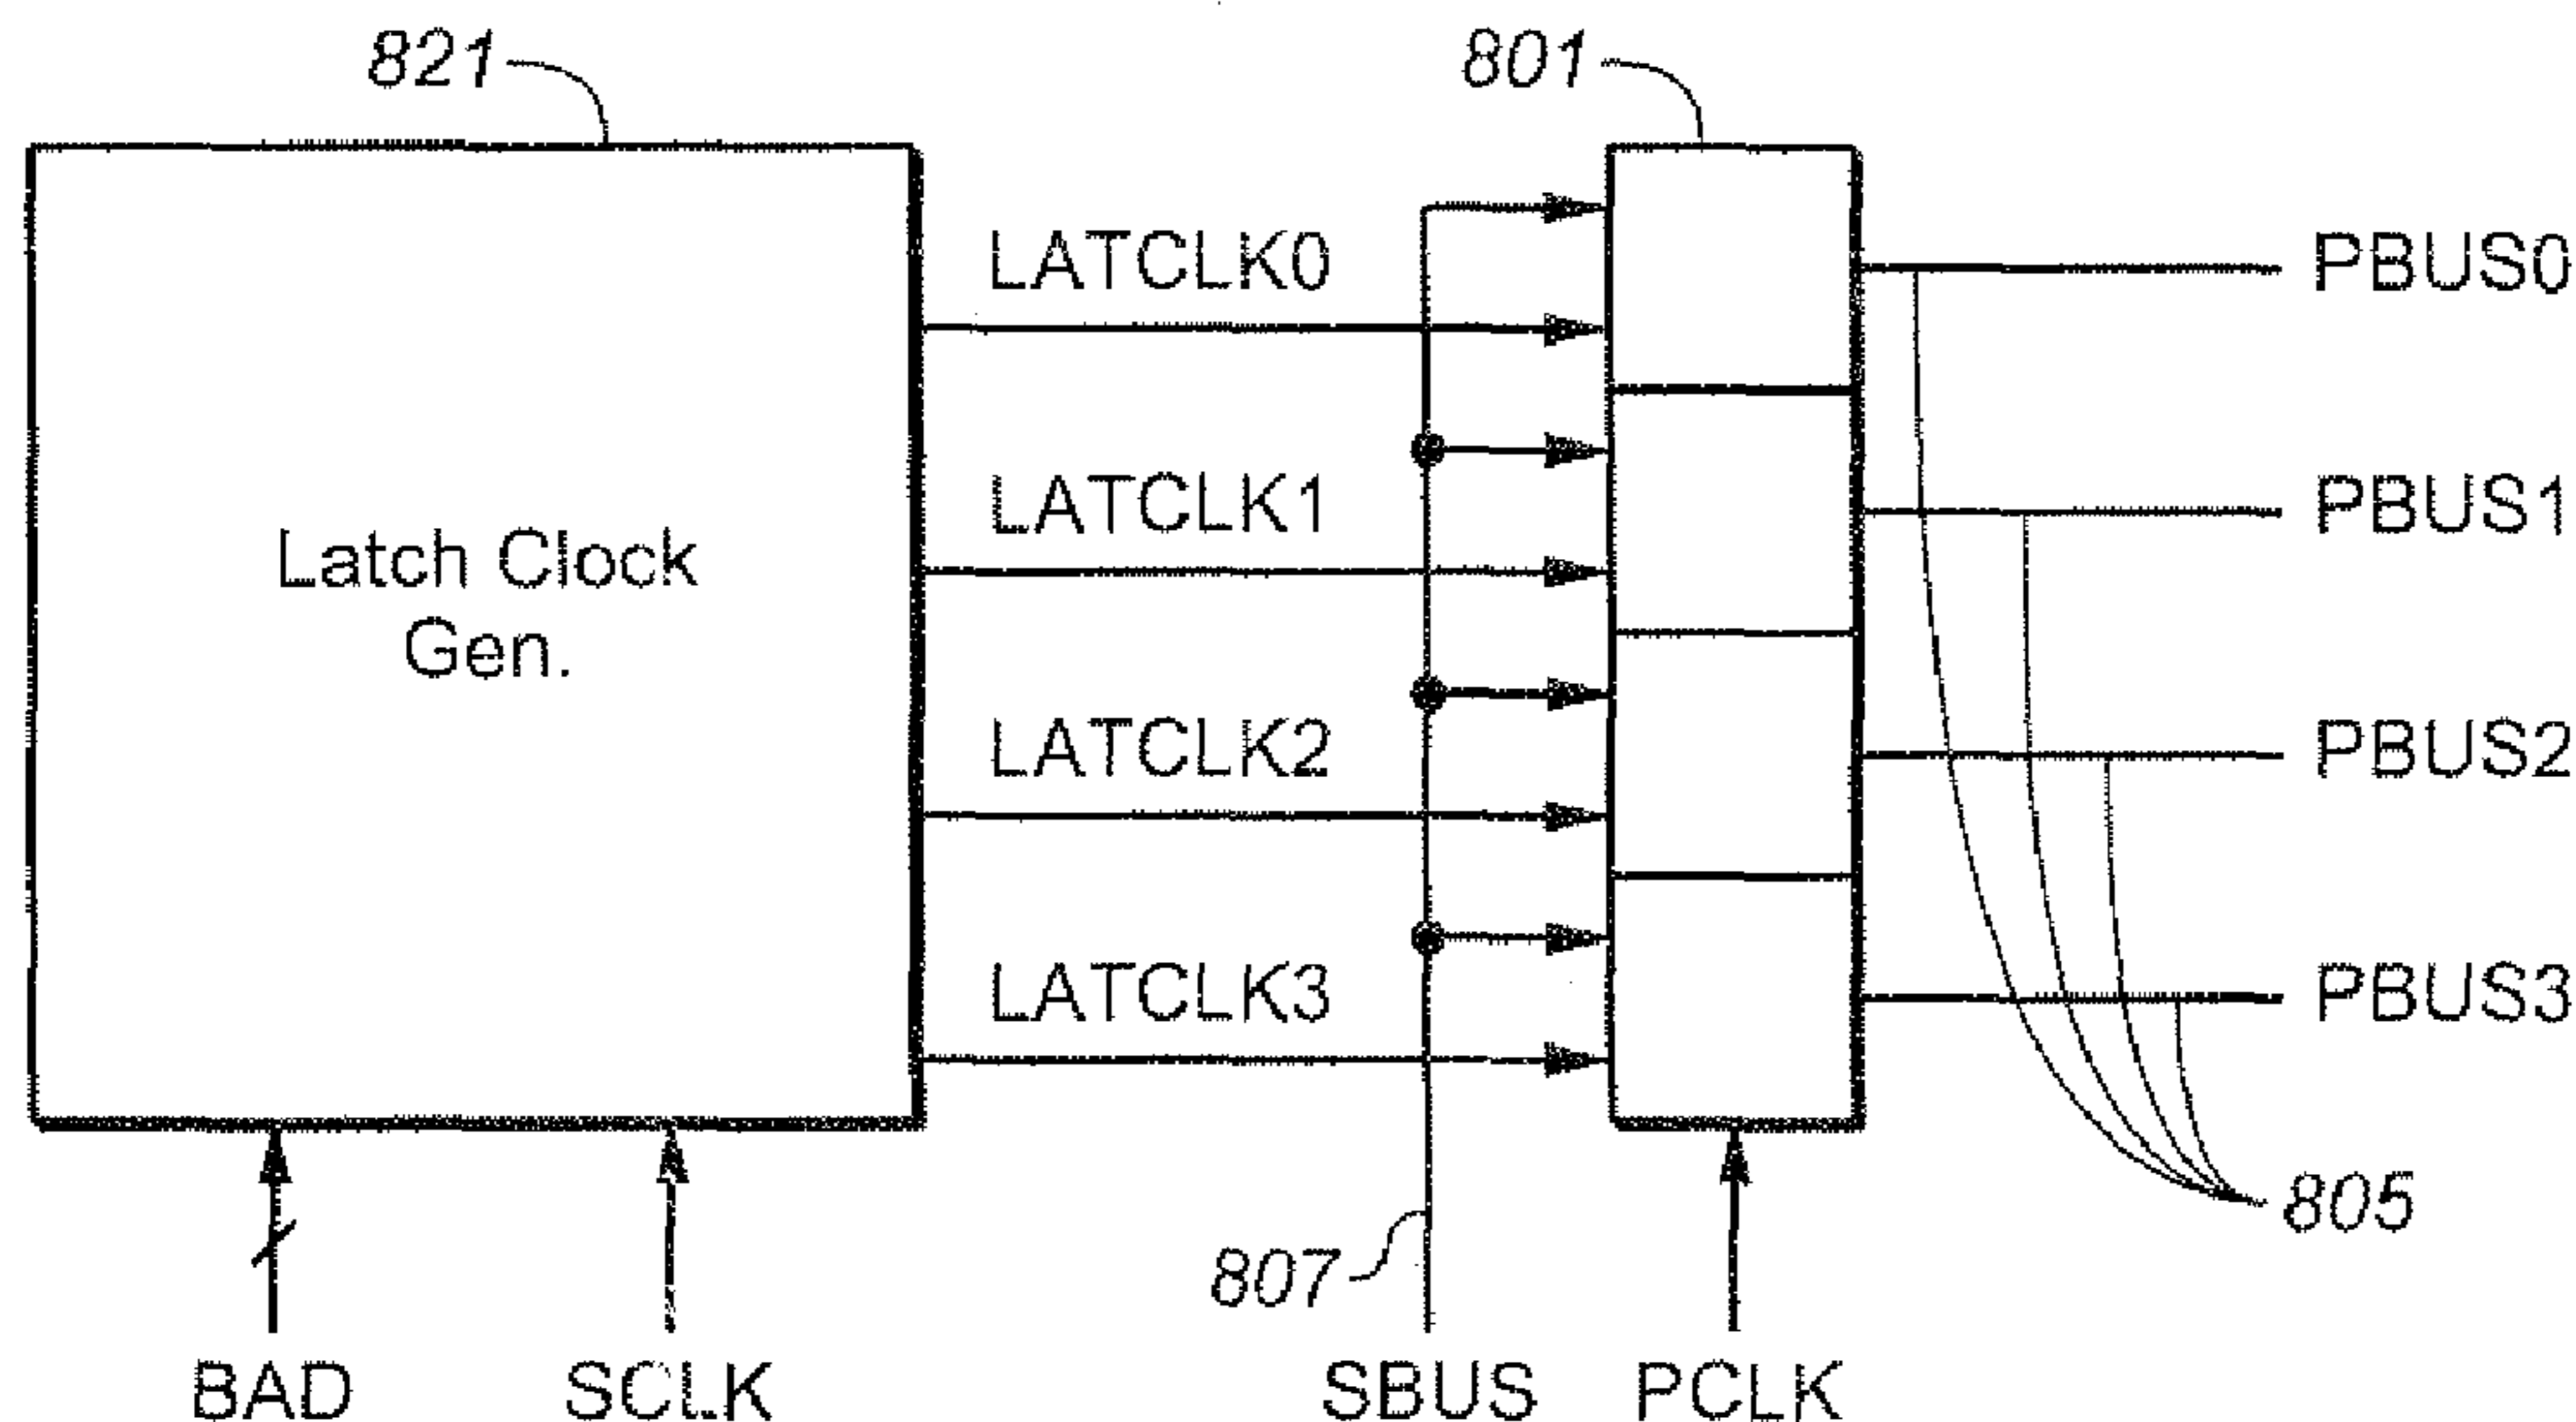 821
801
LATCLK0
PBUS0
LATCLK1
PBUS1
Latch Clock
Gen.
LATCLK2
PBUS2
LATCLK3
PBUS3
805
807
BAD
SCLK
SBUS
PCLK